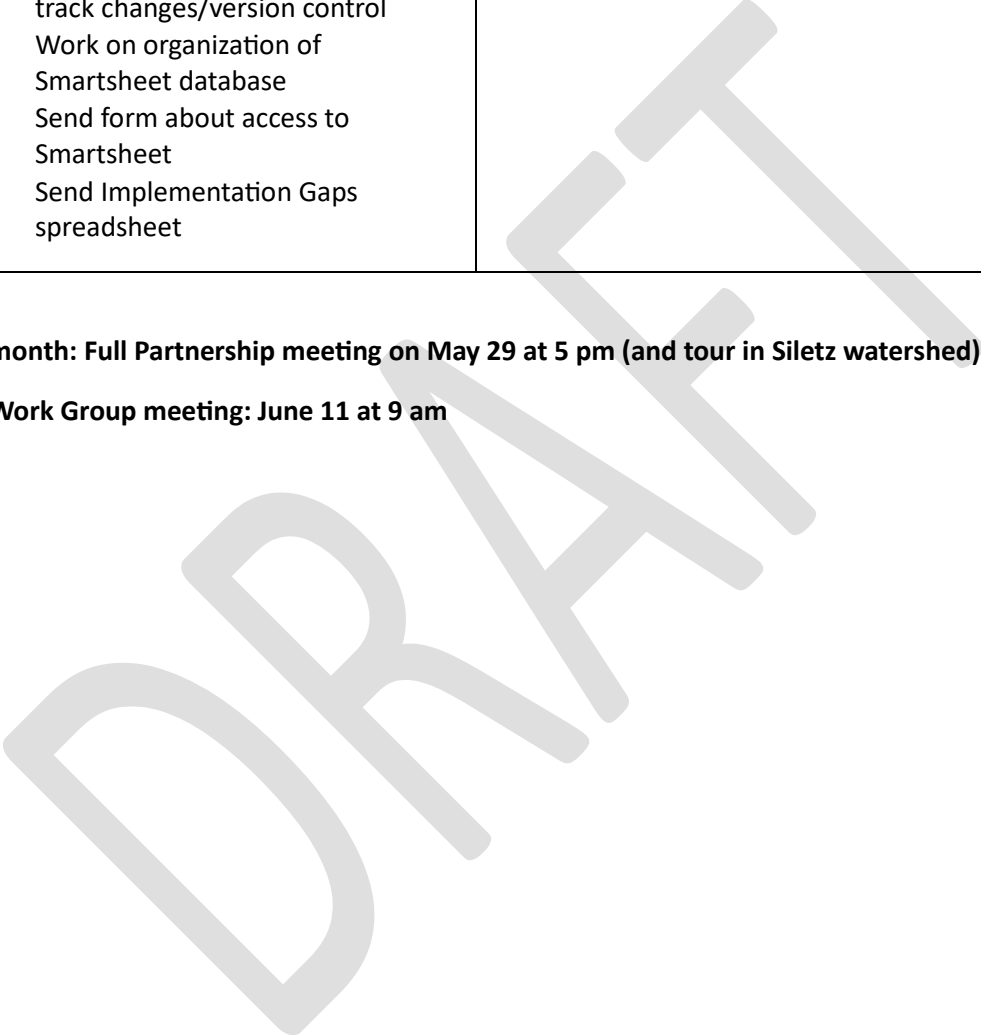 track changes/version control
Work on organization of
Smartsheet database
Send form about access to
Smartsheet
Send Implementation Gaps
spreadsheet
month: Full Partnership meeting on May 29 at 5 pm (and tour in Siletz watershed)
Work Group meeting: June 11 at 9 am
DRAFT